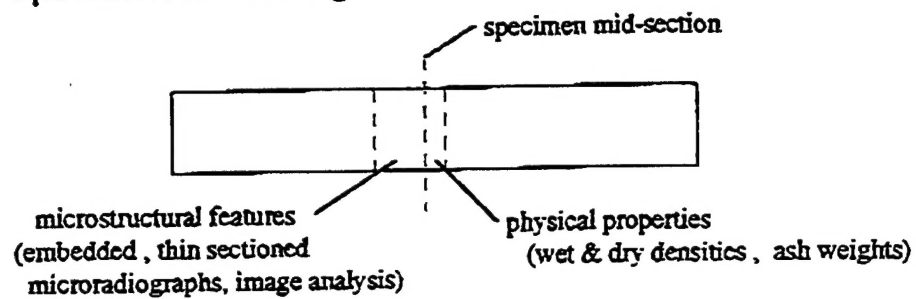 specimen mid-section
microstructural features
(embedded , thin sectioned
microradiographs, image analysis)
physical properties
(wet & dry densities , ash weights)